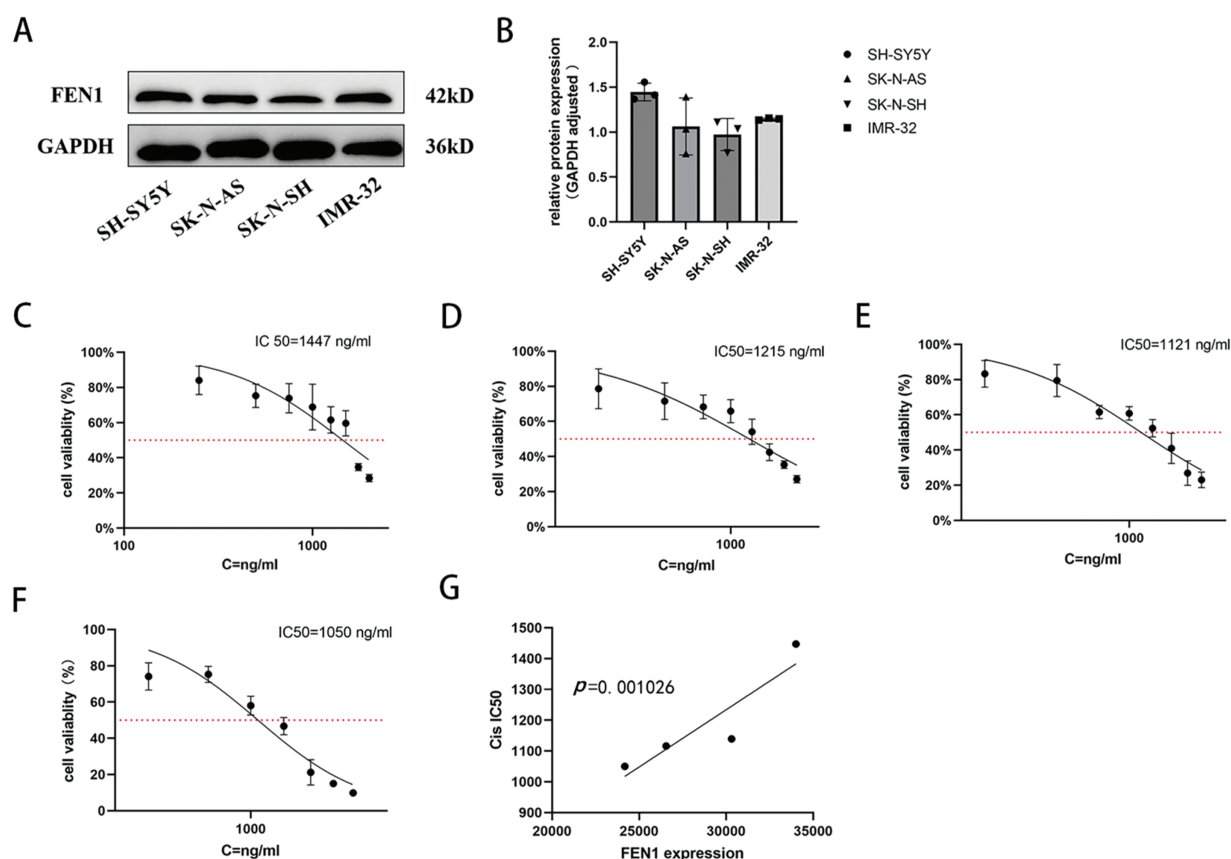 A
FEN1
42kD
GAPDH
36kD
SH-SY5Y
SK-N-AS
SK-N-SH
IMR-32
B
relative protein expression
(GAPDH adjusted )
2.0
1.5
1.0
0.5
0.0
SH-SY5Y
SK-N-AS
SK-N-SH
IMR-32
SH-SY5Y
SK-N-AS
SK-N-SH
IMR-32
C
IC 50=1447 ng/ml
cell valiablity (%)
100%
80%
60%
40%
20%
0%
100
1000
C=ng/ml
D
IC50=1215 ng/ml
cell valiablity (%)
100%
80%
60%
40%
20%
0%
1000
C=ng/ml
E
IC50=1121 ng/ml
cell valiablity (%)
100%
80%
60%
40%
20%
0%
1000
C=ng/ml
F
IC50=1050 ng/ml
cell valiablity (%)
100
80
60
40
20
0
1000
C=ng/ml
G
p=0.001026
Cis IC50
1500
1400
1300
1200
1100
1000
900
20000
25000
30000
35000
FEN1 expression